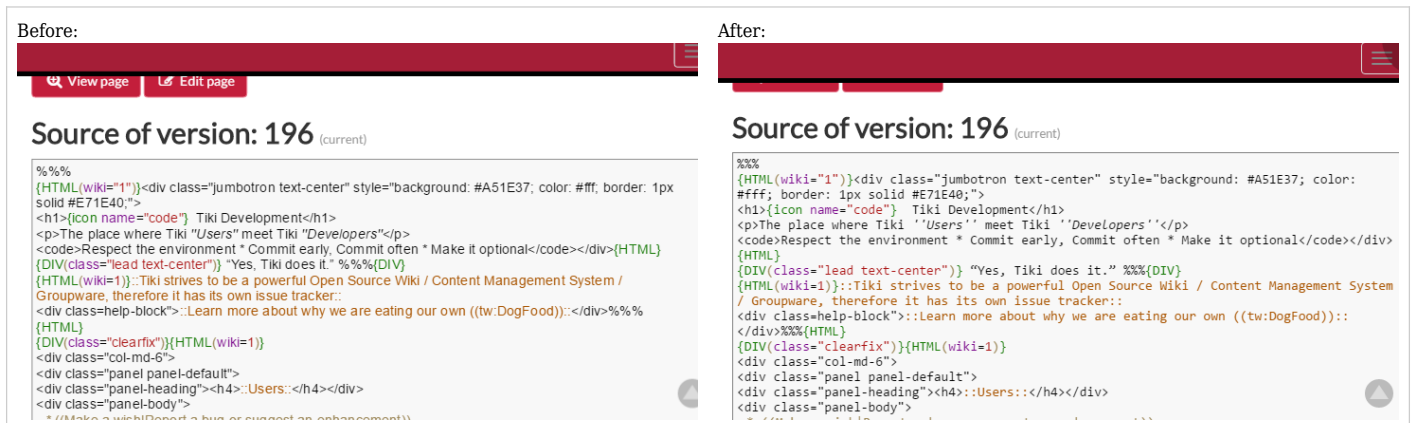 Before:
View page Edit page
Source of version: 196 (current)
%%%
{HTML(wiki="1")}<div class="jumbotron text-center" style="background: #A51E37; color: #fff; border: 1px
solid #E71E40;">
<h1>{icon name="code"}  Tiki Development</h1>
<p>The place where Tiki ''Users'' meet Tiki ''Developers''</p>
<code>Respect the environment * Commit early, Commit often * Make it optional</code></div>{HTML}
{DIV(class="lead text-center")} “Yes, Tiki does it.” %%%{DIV}
{HTML(wiki=1)}::Tiki strives to be a powerful Open Source Wiki / Content Management System /
Groupware, therefore it has its own issue tracker::
<div class="help-block">::Learn more about why we are eating our own ((tw:DogFood))::</div>%%%
{HTML}
{DIV(class="clearfix")}{HTML(wiki=1)}
<div class="col-md-6">
<div class="panel panel-default">
<div class="panel-heading"><h4>::Users::</h4></div>
<div class="panel-body">
* ((Make a wish|Report a bug or suggest an enhancement))
After:
Source of version: 196 (current)
%%%
{HTML(wiki="1")}<div class="jumbotron text-center" style="background: #A51E37; color:
#fff; border: 1px solid #E71E40;">
<h1>{icon name="code"}  Tiki Development</h1>
<p>The place where Tiki ''Users'' meet Tiki ''Developers''</p>
<code>Respect the environment * Commit early, Commit often * Make it optional</code></div>
{HTML}
{DIV(class="lead text-center")} “Yes, Tiki does it.” %%%{DIV}
{HTML(wiki=1)}::Tiki strives to be a powerful Open Source Wiki / Content Management System
/ Groupware, therefore it has its own issue tracker::
<div class="help-block">::Learn more about why we are eating our own ((tw:DogFood))::
</div>%%%{HTML}
{DIV(class="clearfix")}{HTML(wiki=1)}
<div class="col-md-6">
<div class="panel panel-default">
<div class="panel-heading"><h4>::Users::</h4></div>
<div class="panel-body">